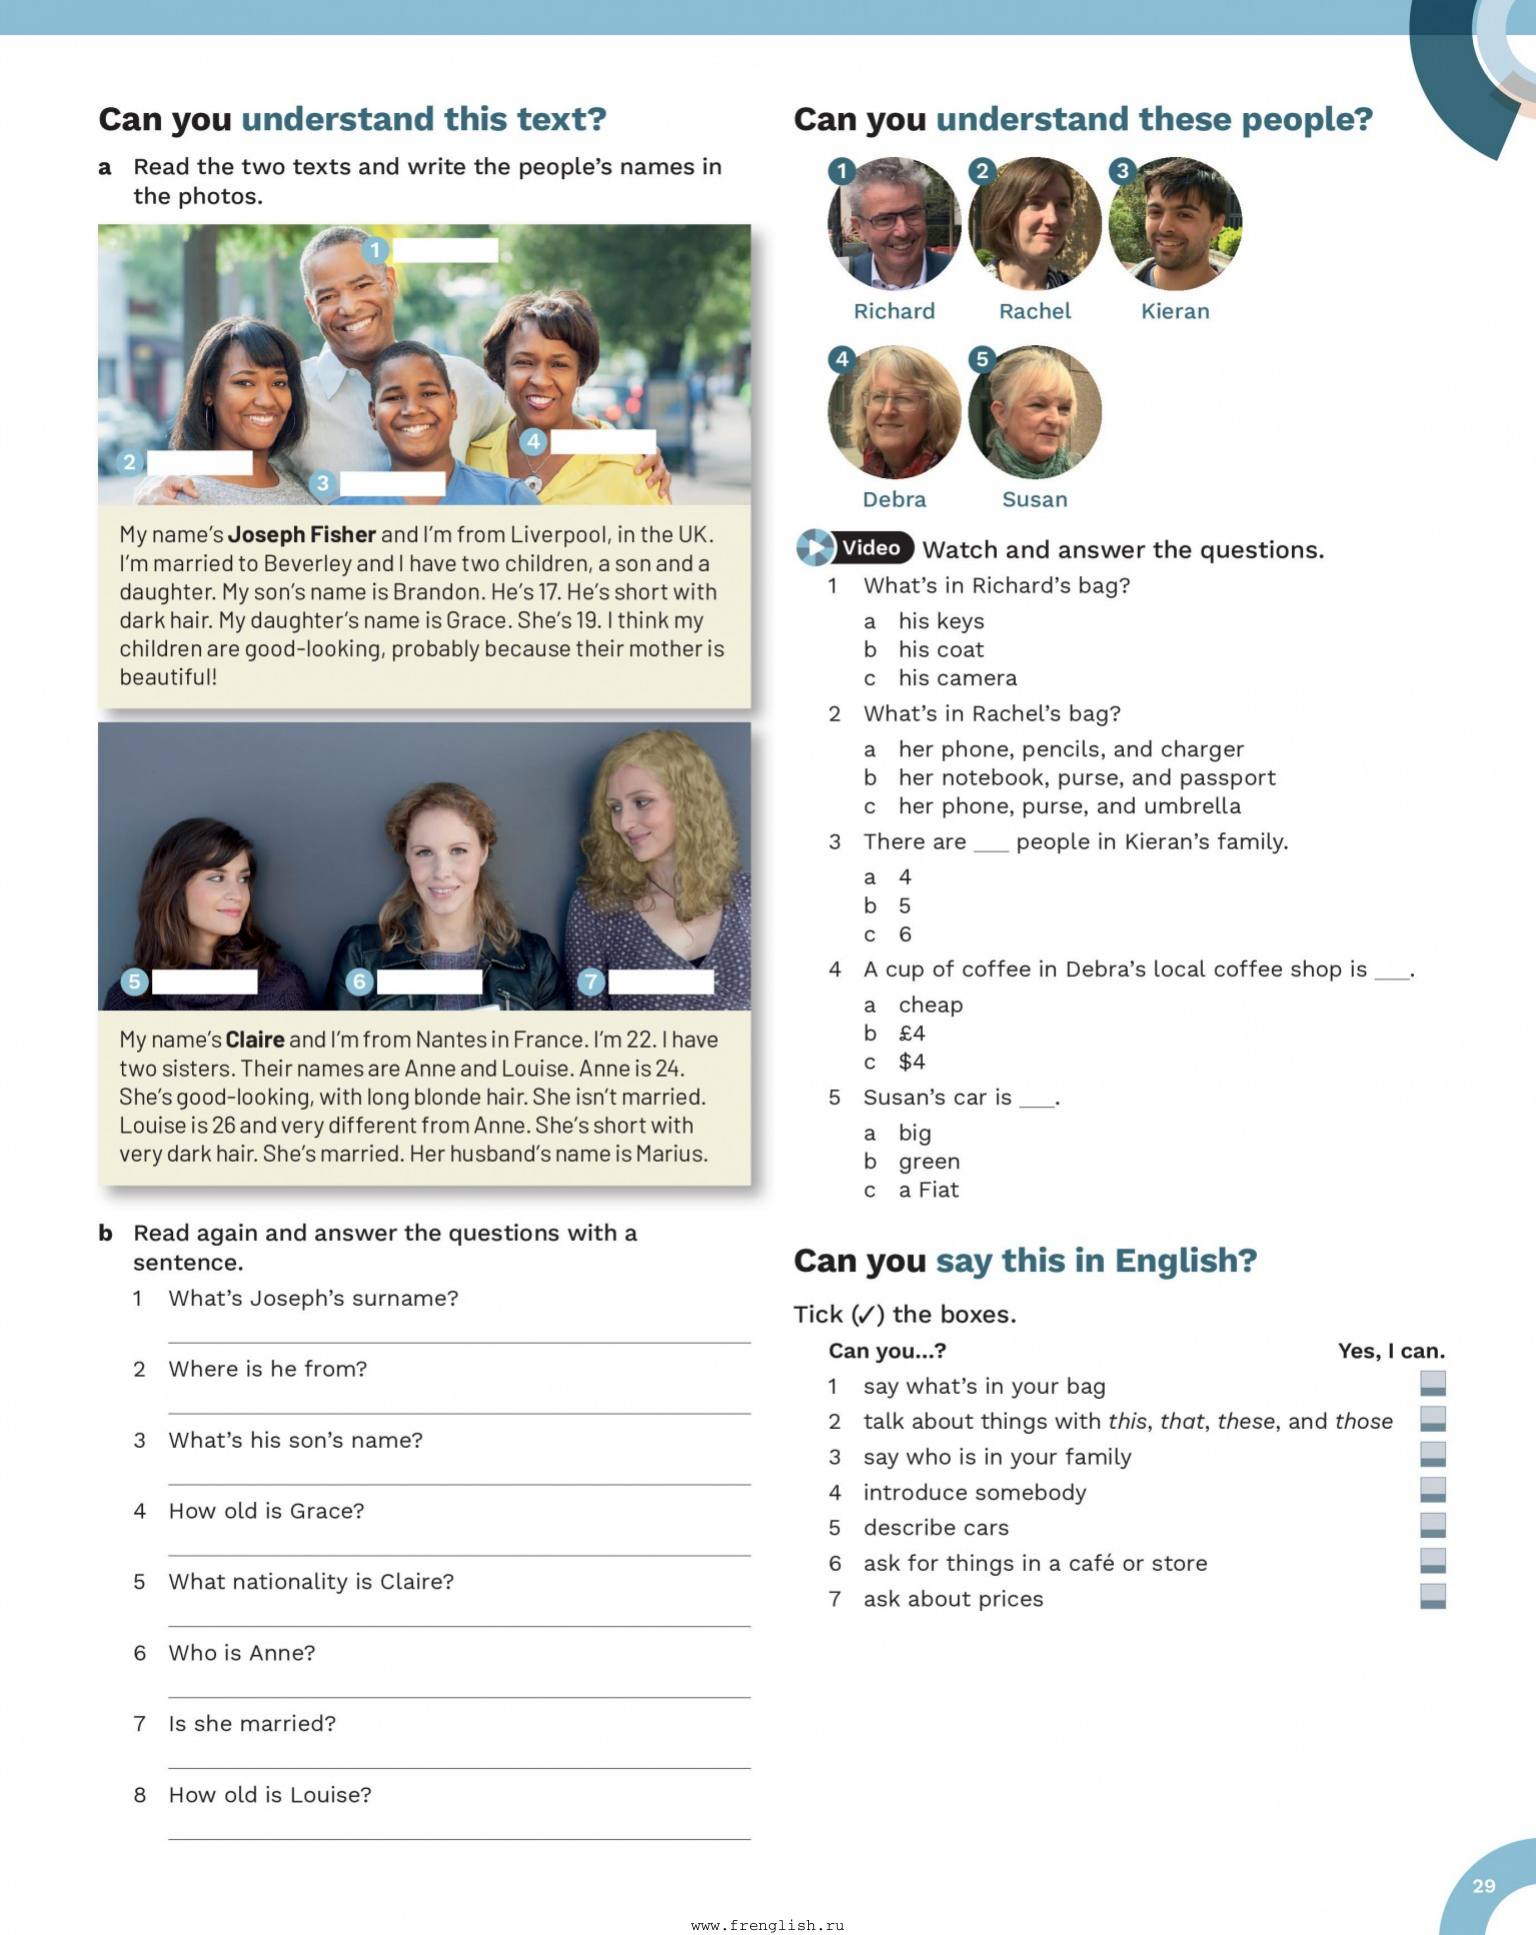 Can you understand this text?
a Read the two texts and write the people's names in
the photos.
1
2
3
4
My name's Joseph Fisher and I'm from Liverpool, in the UK.
I'm married to Beverley and I have two children, a son and a
daughter. My son's name is Brandon. He's 17. He's short with
dark hair. My daughter's name is Grace. She's 19. I think my
children are good-looking, probably because their mother is
beautiful!
5
6
7
My name's Claire and I'm from Nantes in France. I'm 22. I have
two sisters. Their names are Anne and Louise. Anne is 24.
She's good-looking, with long blonde hair. She isn't married.
Louise is 26 and very different from Anne. She's short with
very dark hair. She's married. Her husband's name is Marius.
b Read again and answer the questions with a
sentence.
1 What's Joseph's surname?
2 Where is he from?
3 What's his son's name?
4 How old is Grace?
5 What nationality is Claire?
6 Who is Anne?
7 Is she married?
8 How old is Louise?
Can you understand these people?
1 2 3
Richard Rachel Kieran
4 5
Debra Susan
Video Watch and answer the questions.
1 What's in Richard's bag?
a his keys
b his coat
c his camera
2 What's in Rachel's bag?
a her phone, pencils, and charger
b her notebook, purse, and passport
c her phone, purse, and umbrella
3 There are ___ people in Kieran's family.
a 4
b 5
c 6
4 A cup of coffee in Debra's local coffee shop is ___.
a cheap
b £4
c $4
5 Susan's car is ___.
a big
b green
c a Fiat
Can you say this in English?
Tick (✓) the boxes.
Can you...? Yes, I can.
1 say what's in your bag
2 talk about things with this, that, these, and those
3 say who is in your family
4 introduce somebody
5 describe cars
6 ask for things in a café or store
7 ask about prices
29
www.frenglish.ru